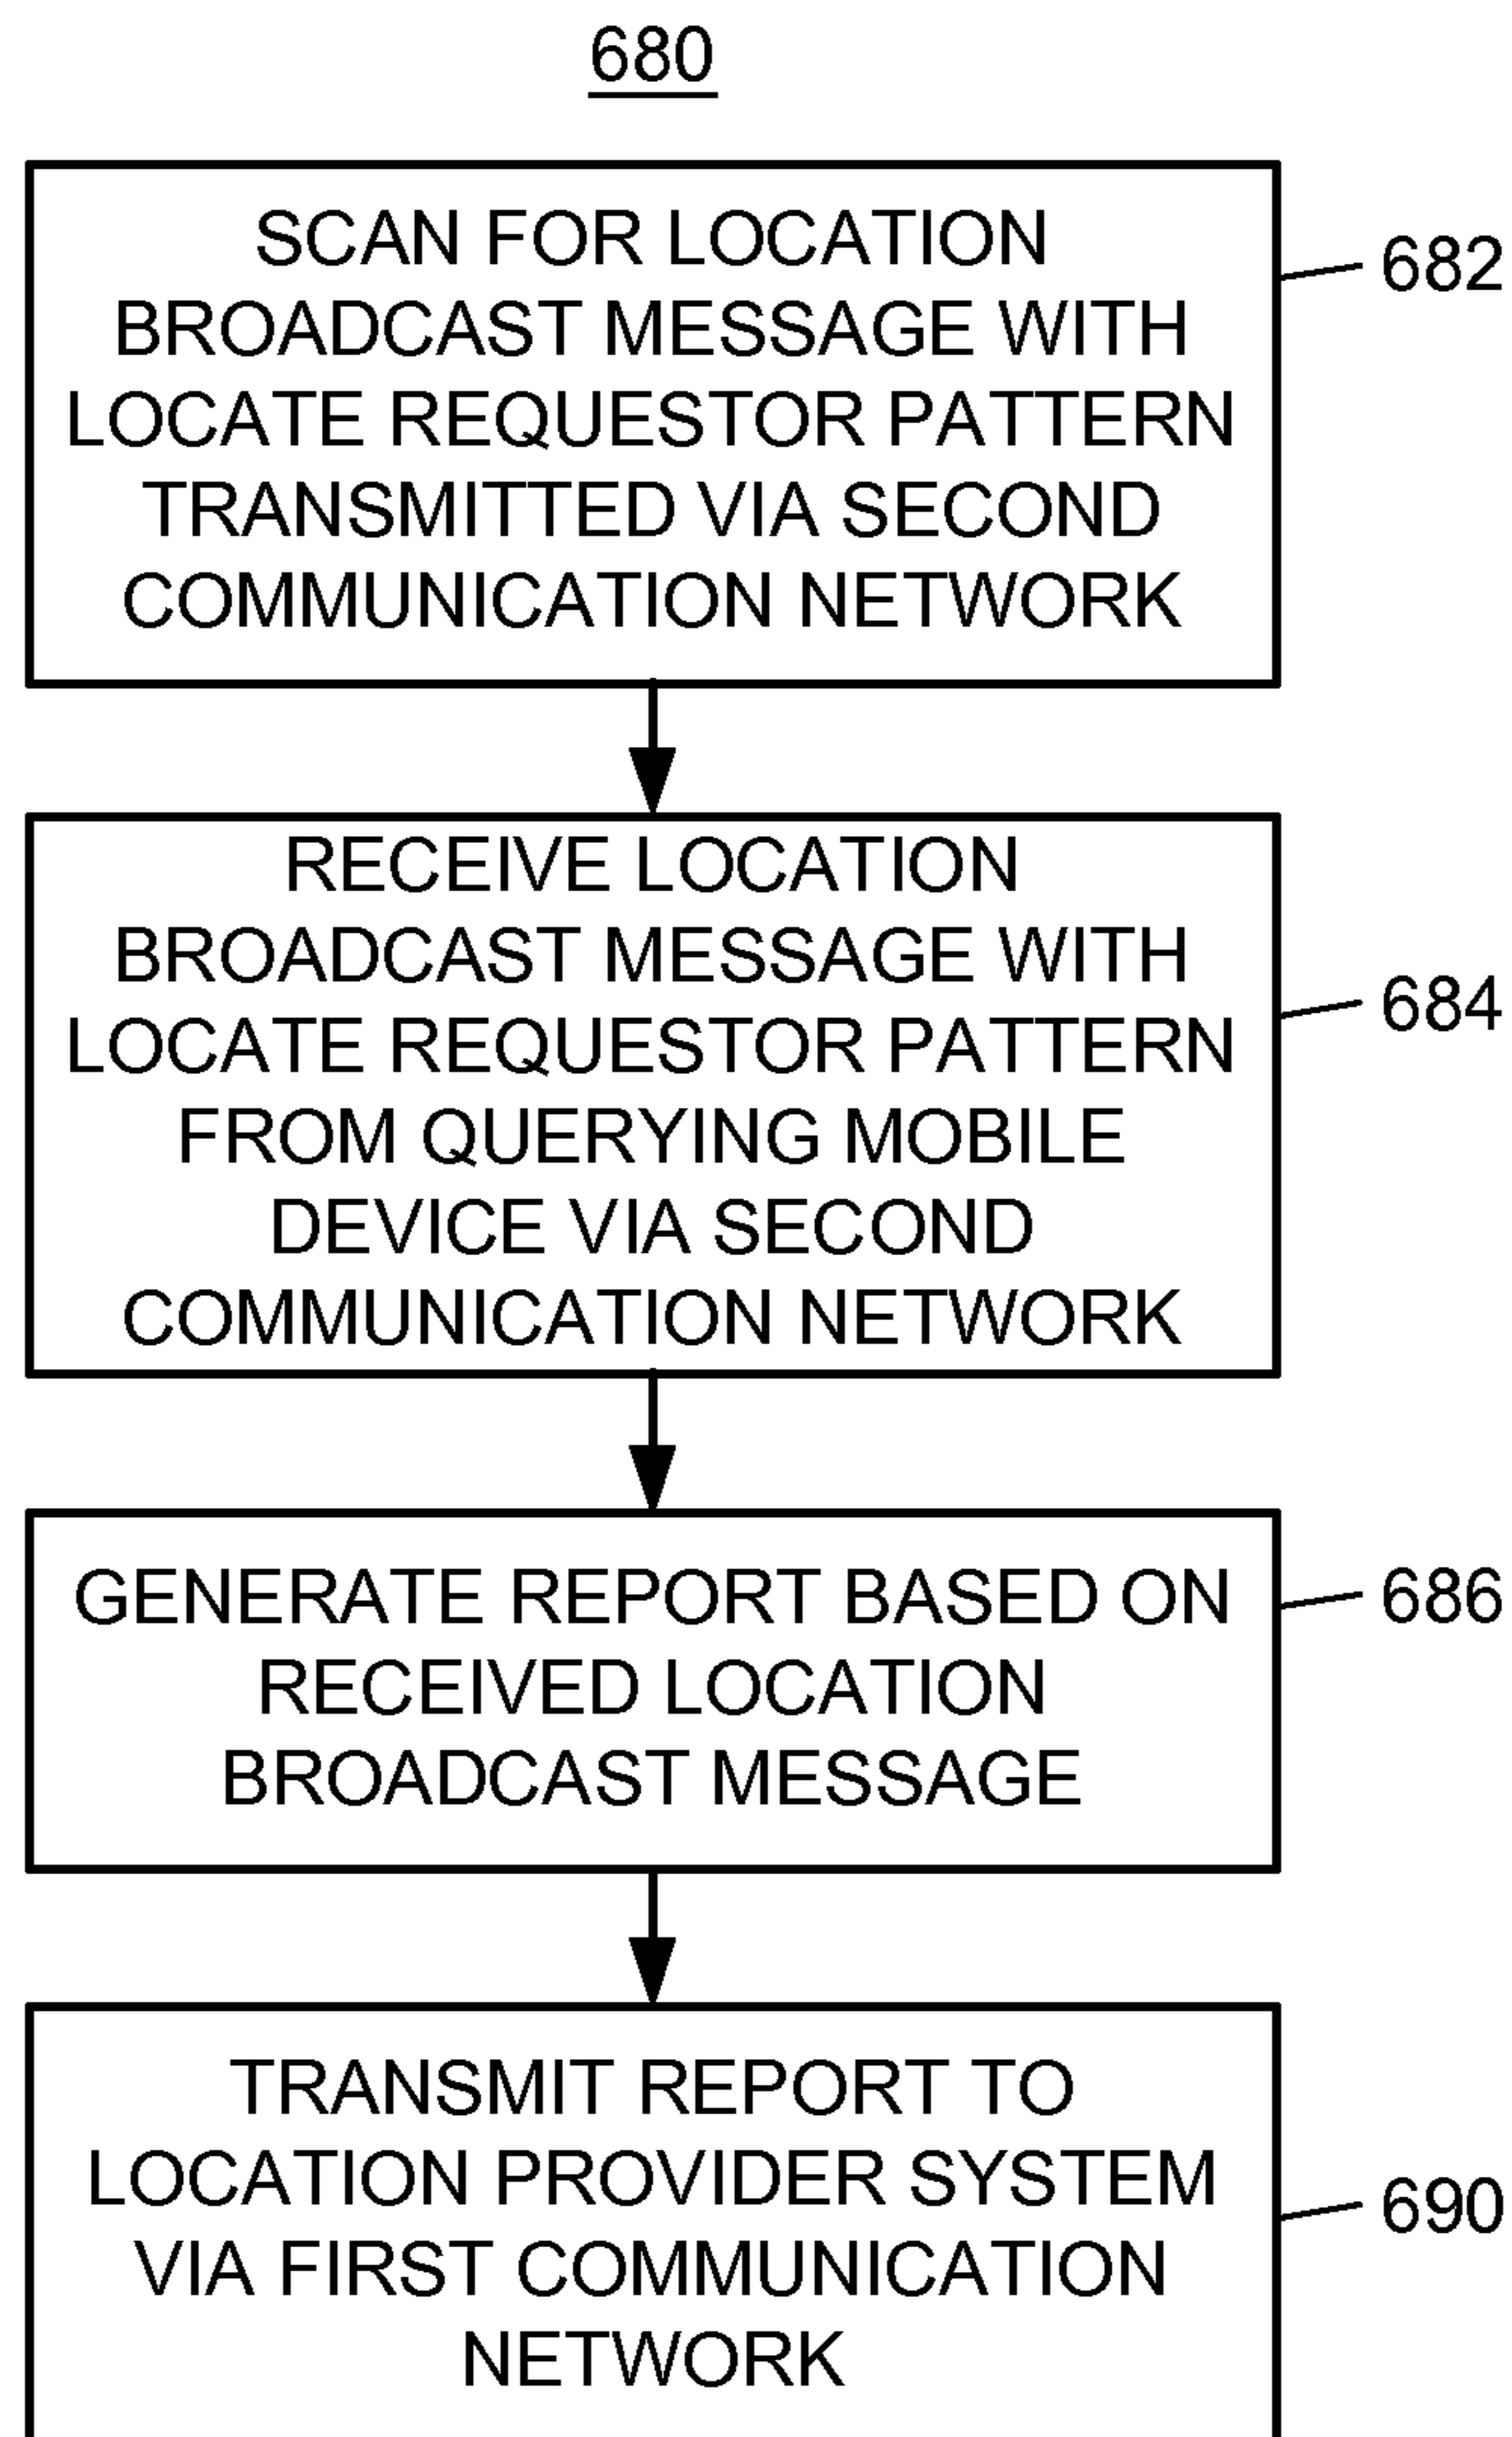 680
SCAN FOR LOCATION
BROADCAST MESSAGE WITH
LOCATE REQUESTOR PATTERN
TRANSMITTED VIA SECOND
COMMUNICATION NETWORK
682
RECEIVE LOCATION
BROADCAST MESSAGE WITH
LOCATE REQUESTOR PATTERN
FROM QUERYING MOBILE
DEVICE VIA SECOND
COMMUNICATION NETWORK
684
GENERATE REPORT BASED ON
RECEIVED LOCATION
BROADCAST MESSAGE
686
TRANSMIT REPORT TO
LOCATION PROVIDER SYSTEM
VIA FIRST COMMUNICATION
NETWORK
690